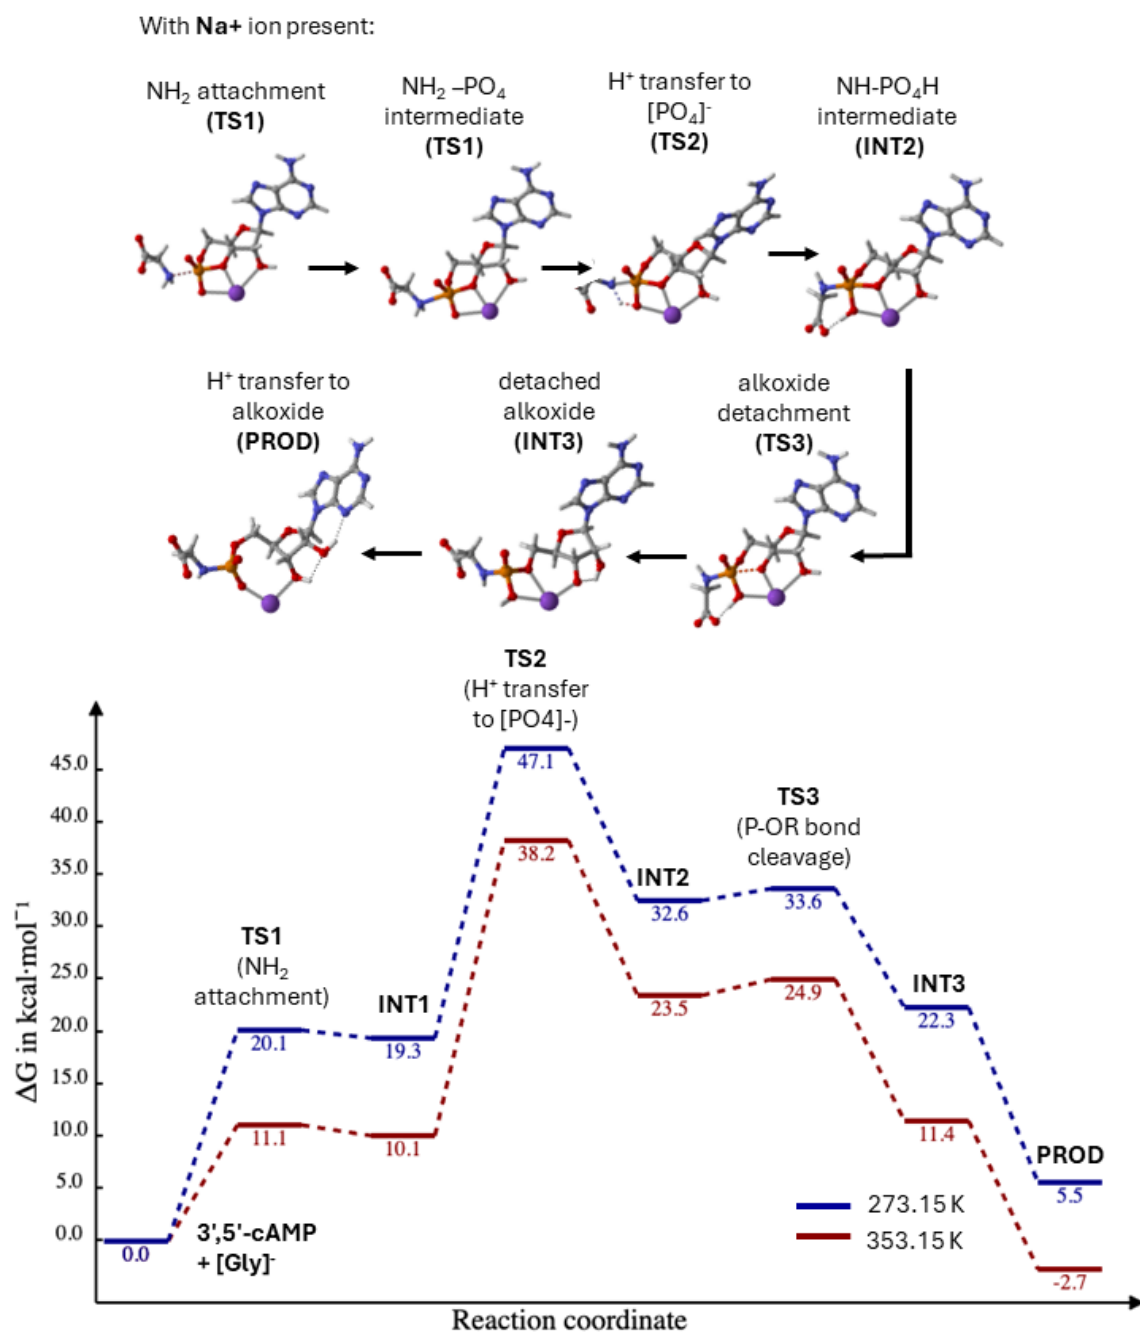 With Na+ ion present:
NH₂ attachment
(TS1)
NH₂ –PO₄
intermediate
(TS1)
H⁺ transfer to
[PO₄]⁻
(TS2)
NH-PO₄H
intermediate
(INT2)
H⁺ transfer to
alkoxide
(PROD)
detached
alkoxide
(INT3)
alkoxide
detachment
(TS3)
TS2
(H⁺ transfer
to [PO4]-)
47.1
38.2
TS3
(P-OR bond
cleavage)
33.6
24.9
INT2
32.6
23.5
TS1
(NH₂
attachment)
20.1
11.1
INT1
19.3
10.1
INT3
22.3
11.4
PROD
5.5
-2.7
0.0
3',5'-cAMP
+ [Gly]⁻
273.15 K
353.15 K
45.0
40.0
35.0
30.0
25.0
20.0
15.0
10.0
5.0
0.0
ΔG in kcal·mol⁻¹
Reaction coordinate